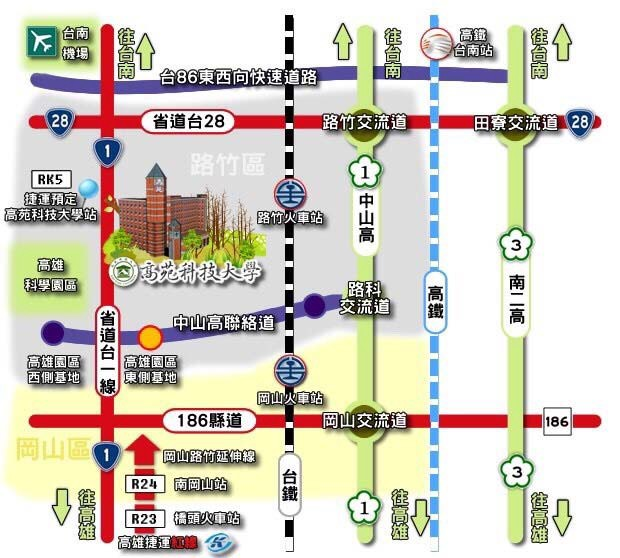 台南
機場
往台南
往台南
高鐵
台南站
往台南
台86東西向快速道路
28
省道台28
路竹交流道
田寮交流道
28
1
路竹區
RK5
捷運預定
高苑科技大學站
1
中山高
路竹火車站
3
南二高
高苑科技大學
高雄
科學園區
高鐵
路科
交流道
省道台一線
中山高聯絡道
高雄園區
西側基地
高雄園區
東側基地
岡山火車站
186縣道
岡山交流道
186
岡山區
1
岡山路竹延伸線
台鐵
3
R24
南岡山站
往高雄
1
往高雄
往高雄
R23
橋頭火車站
高雄捷運紅線